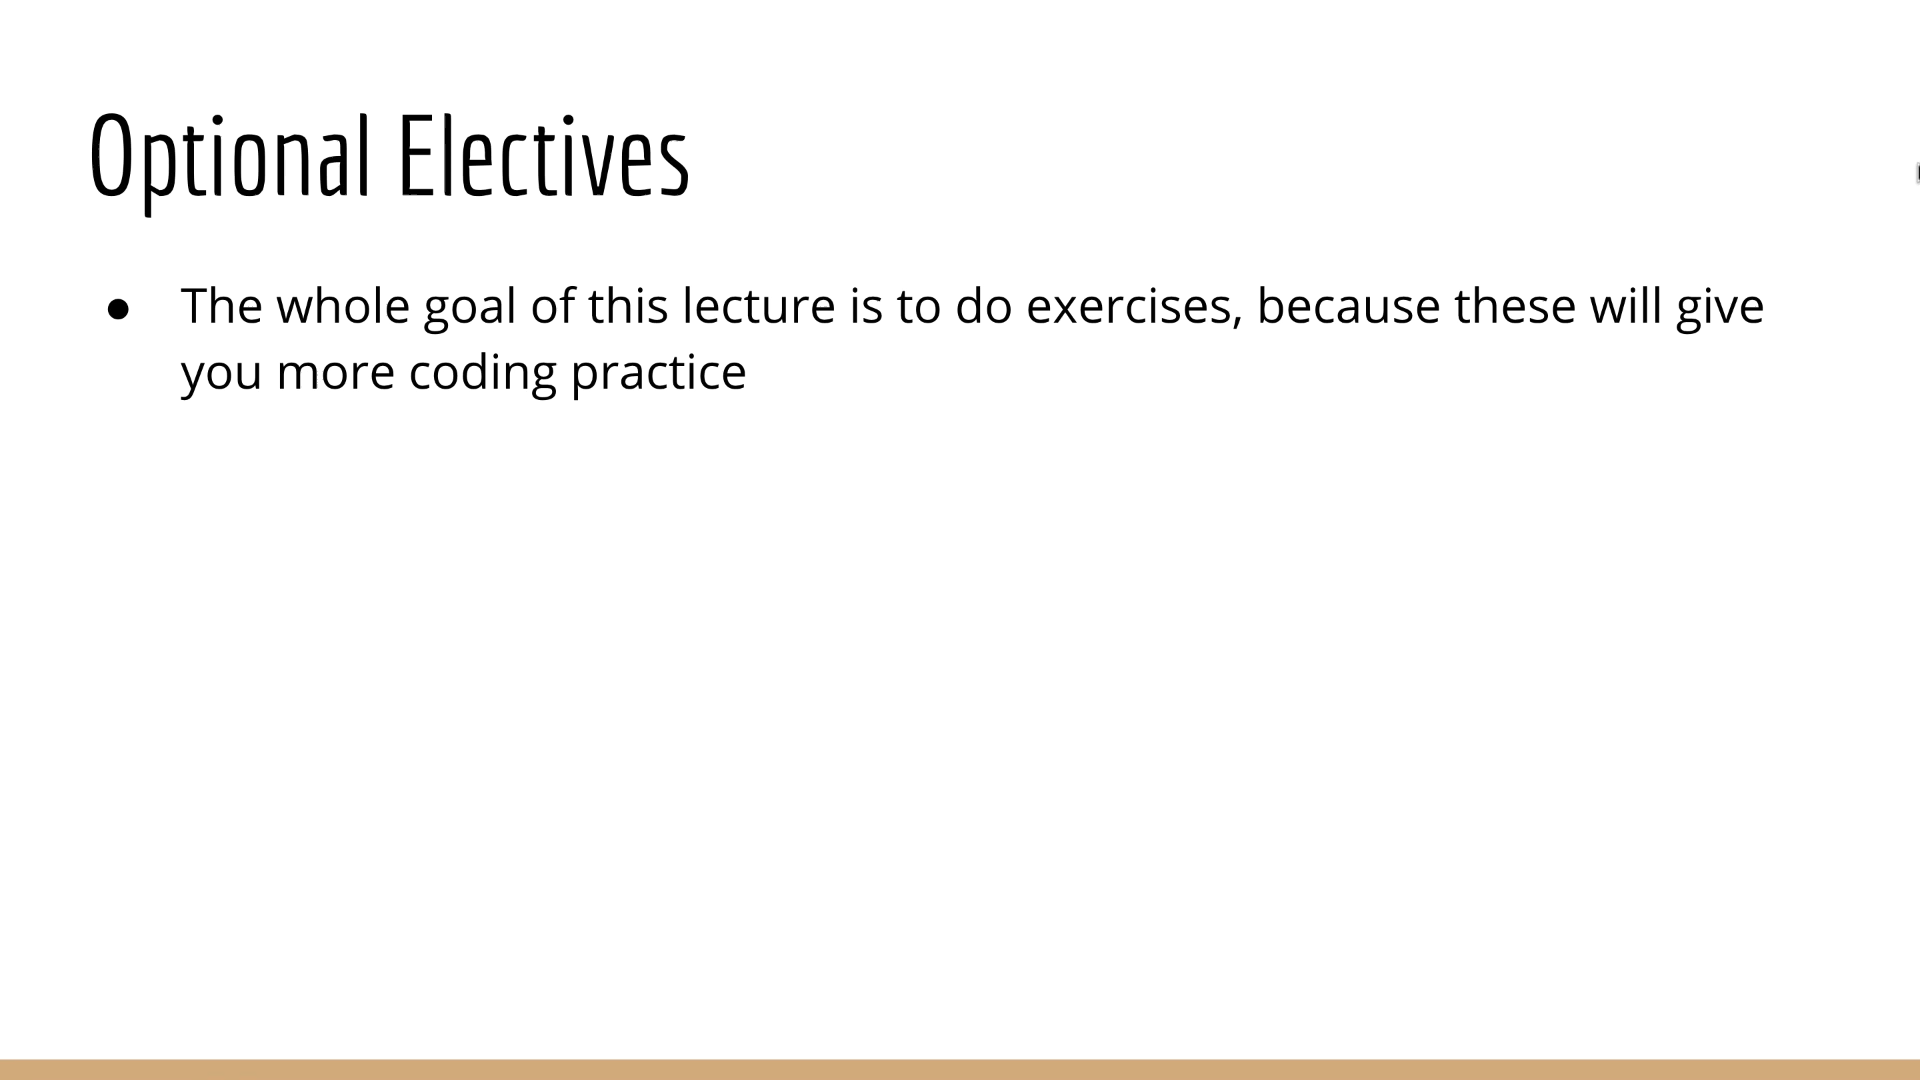 Optional Electives
● The whole goal of this lecture is to do exercises, because these will give
you more coding practice